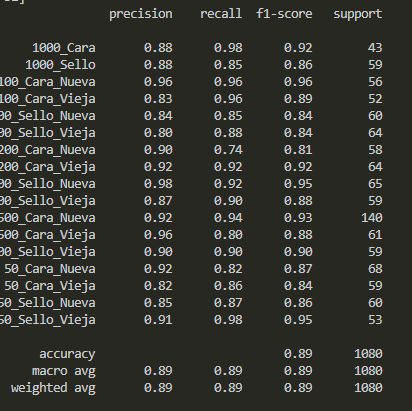 precision recall f1-score support
1000_Cara 0.88 0.98 0.92 43
1000_Sello 0.88 0.85 0.86 59
100_Cara_Nueva 0.96 0.96 0.96 56
100_Cara_Vieja 0.83 0.96 0.89 52
00_Sello_Nueva 0.84 0.85 0.84 60
00_Sello_Vieja 0.80 0.88 0.84 64
200_Cara_Nueva 0.90 0.74 0.81 58
200_Cara_Vieja 0.92 0.92 0.92 64
00_Sello_Nueva 0.98 0.92 0.95 65
00_Sello_Vieja 0.87 0.90 0.88 59
500_Cara_Nueva 0.92 0.94 0.93 140
500_Cara_Vieja 0.96 0.80 0.88 61
00_Sello_Vieja 0.90 0.90 0.90 59
50_Cara_Nueva 0.92 0.82 0.87 68
50_Cara_Vieja 0.82 0.86 0.84 59
50_Sello_Nueva 0.85 0.87 0.86 60
50_Sello_Vieja 0.91 0.98 0.95 53
accuracy 0.89 1080
macro avg 0.89 0.89 0.89 1080
weighted avg 0.89 0.89 0.89 1080